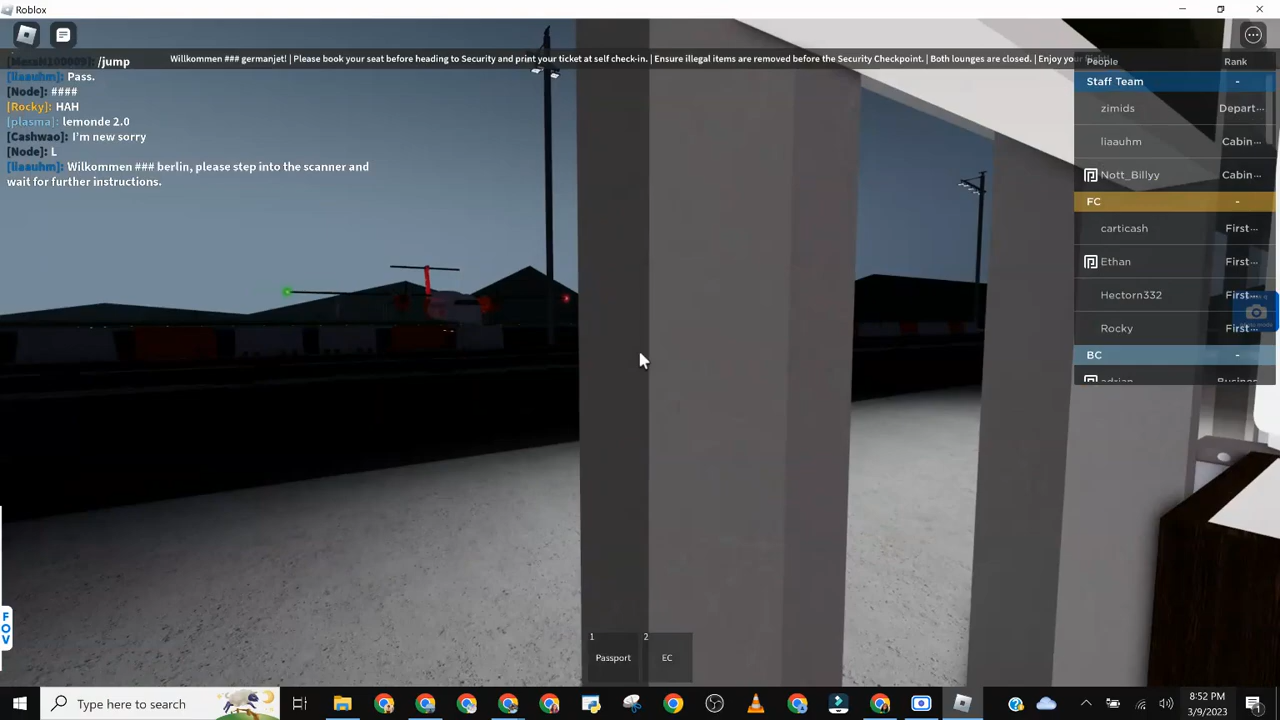 Roblox
Willkommen ### germanjet! | Please book your seat before heading to Security and print your ticket at self check-in. | Ensure illegal items are removed before the Security Checkpoint. | Both lounges are closed. | Enjoy your
/jump
[liaauhm]: Pass.
[Node]: ####
[Rocky]: HAH
[plasma]: lemonde 2.0
[Cashwao]: I'm new sorry
[Node]: L
[liaauhm]: Wilkommen ### berlin, please step into the scanner and
wait for further instructions.
People Rank
Staff Team -
zimids Depart···
liaauhm Cabin···
Nott_Billyy Cabin···
FC -
carticash First···
Ethan First···
Hectorn332 First···
Rocky First···
BC -
adrian Busines
FOV
1 2
Passport EC
Type here to search
8:52 PM
3/9/2023